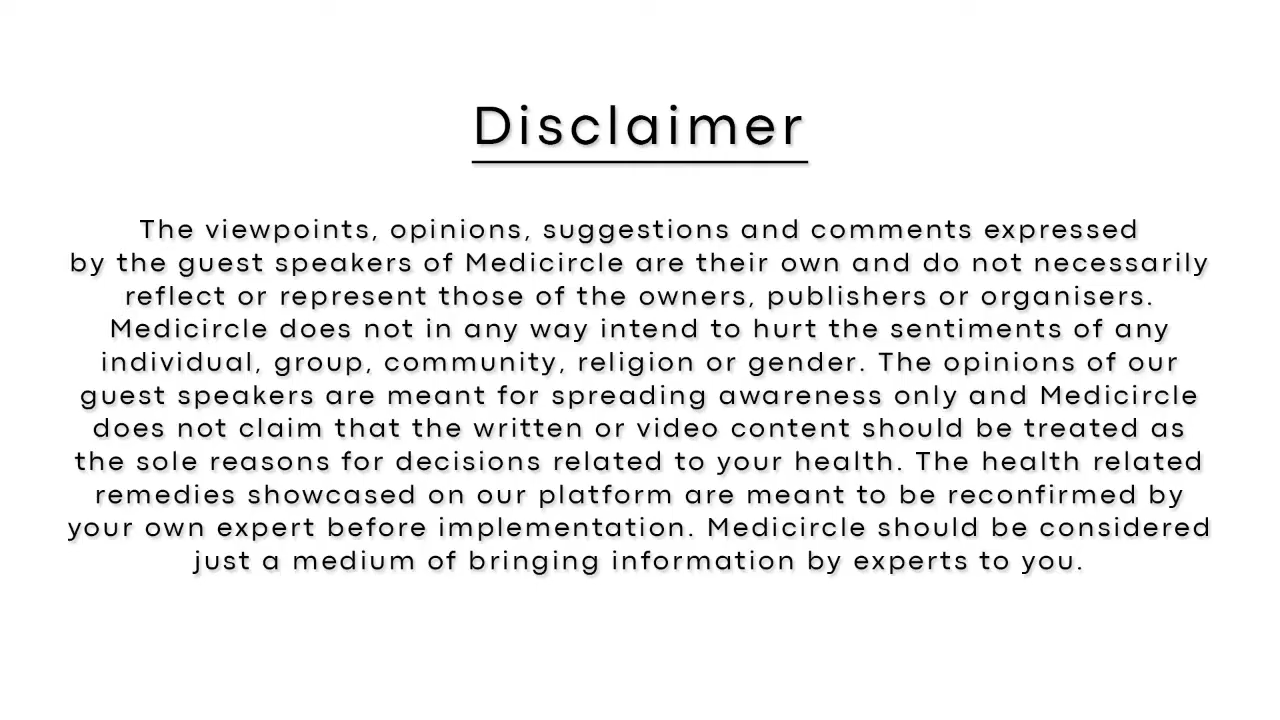 Disclaimer
The viewpoints, opinions, suggestions and comments expressed
by the guest speakers of Medicircle are their own and do not necessarily
reflect or represent those of the owners, publishers or organisers.
Medicircle does not in any way intend to hurt the sentiments of any
individual, group, community, religion or gender. The opinions of our
guest speakers are meant for spreading awareness only and Medicircle
does not claim that the written or video content should be treated as
the sole reasons for decisions related to your health. The health related
remedies showcased on our platform are meant to be reconfirmed by
your own expert before implementation. Medicircle should be considered
just a medium of bringing information by experts to you.